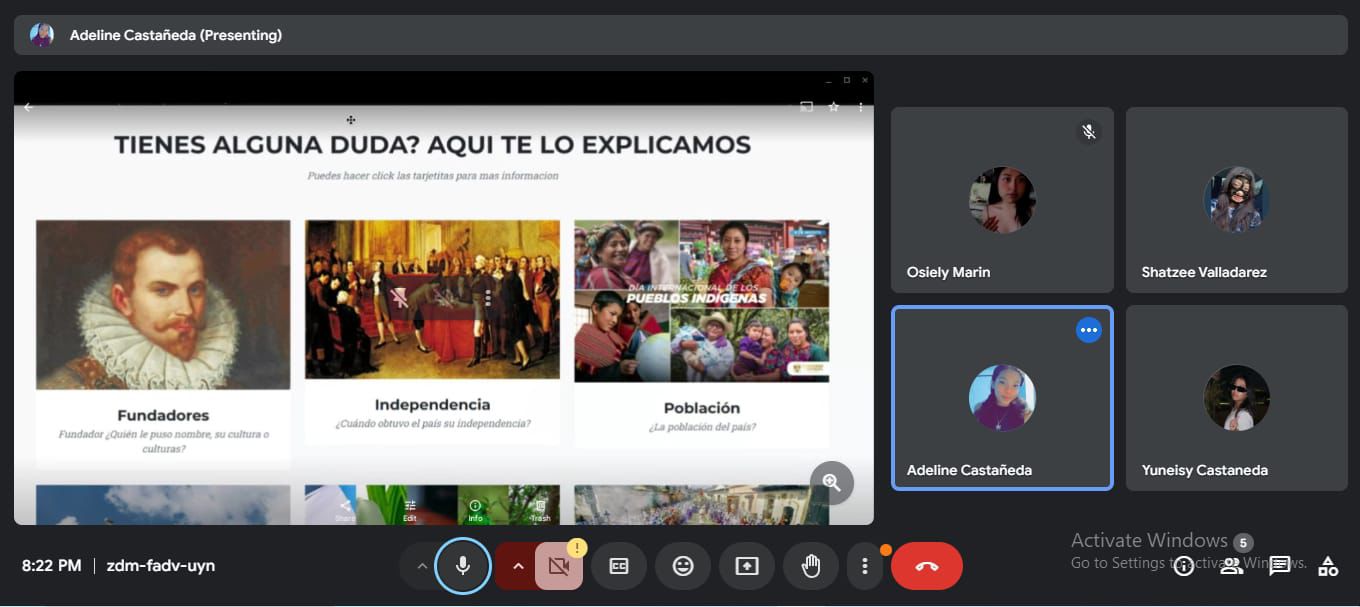 Adeline Castañeda (Presenting)
TIENES ALGUNA DUDA? AQUI TE LO EXPLICAMOS
Puedes hacer click las tarjetitas para mas informacion
DÍA INTERNACIONAL DE LOS
PUEBLOS INDÍGENAS
Fundadores
Fundador ¿Quién le puso nombre, su cultura o
culturas?
Independencia
¿Cuándo obtuvo el país su independencia?
Población
¿La población del país?
Share
Edit
Info
Trash
Osiely Marin
Shatzee Valladarez
Adeline Castañeda
Yuneisy Castaneda
8:22 PM | zdm-fadv-uyn
Activate Windows
Go to Settings to activate Windows.
5